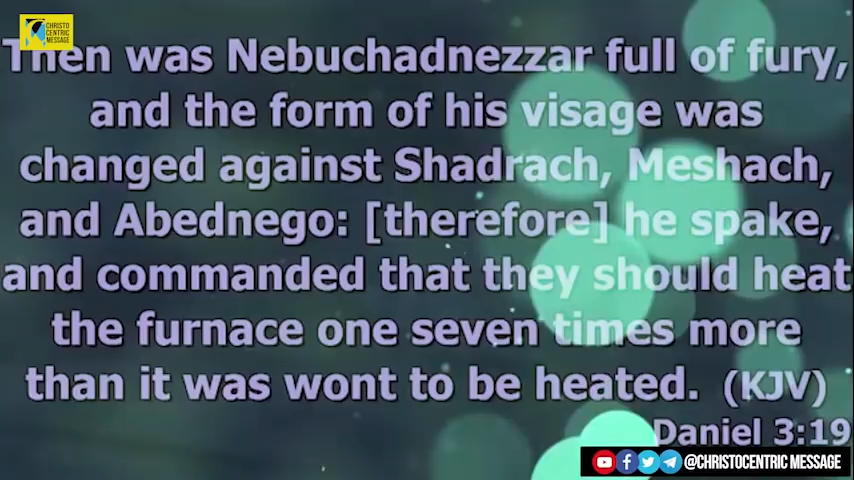 CHRISTO
CENTRIC
MESSAGE
Then was Nebuchadnezzar full of fury,
and the form of his visage was
changed against Shadrach, Meshach,
and Abednego: [therefore] he spake,
and commanded that they should heat
the furnace one seven times more
than it was wont to be heated. (KJV)
Daniel 3:19
@CHRISTOCENTRIC MESSAGE